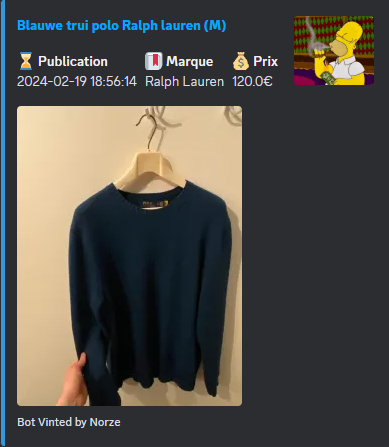 Blauwe trui polo Ralph lauren (M)
Publication Marque Prix
2024-02-19 18:56:14 Ralph Lauren 120.0€
Bot Vinted by Norze